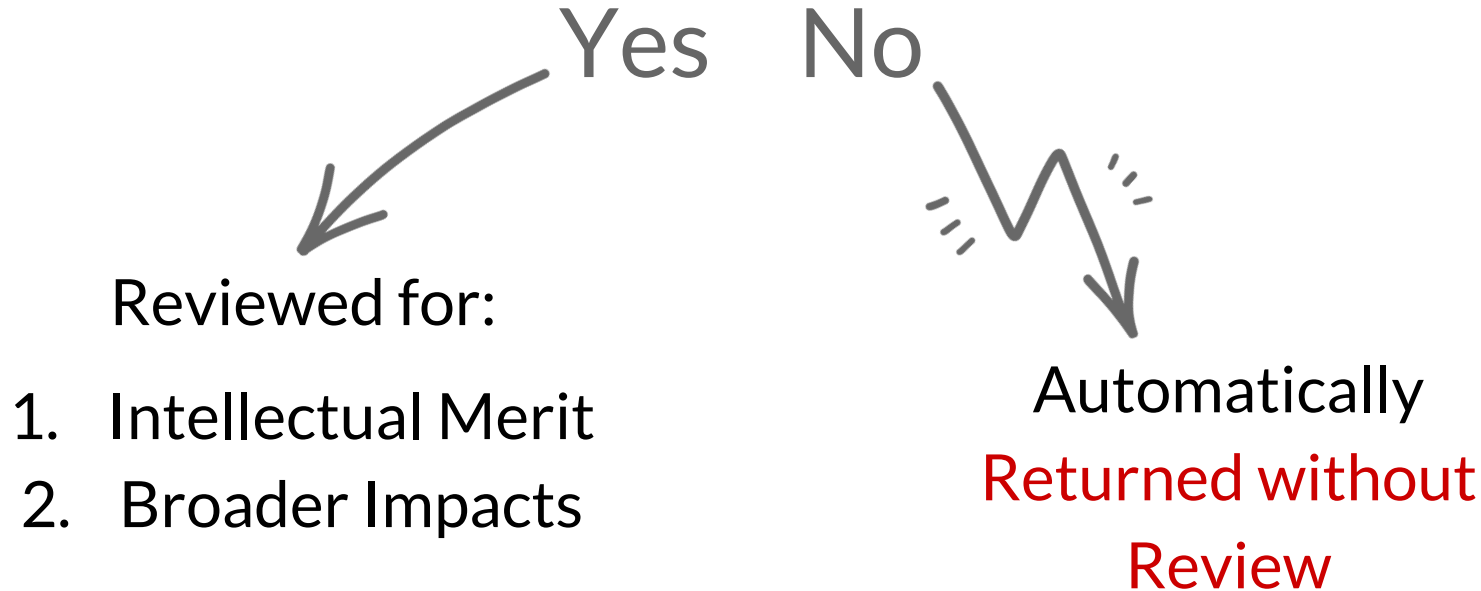 Yes No
Reviewed for:
1. Intellectual Merit
2. Broader Impacts
Automatically
Returned without
Review